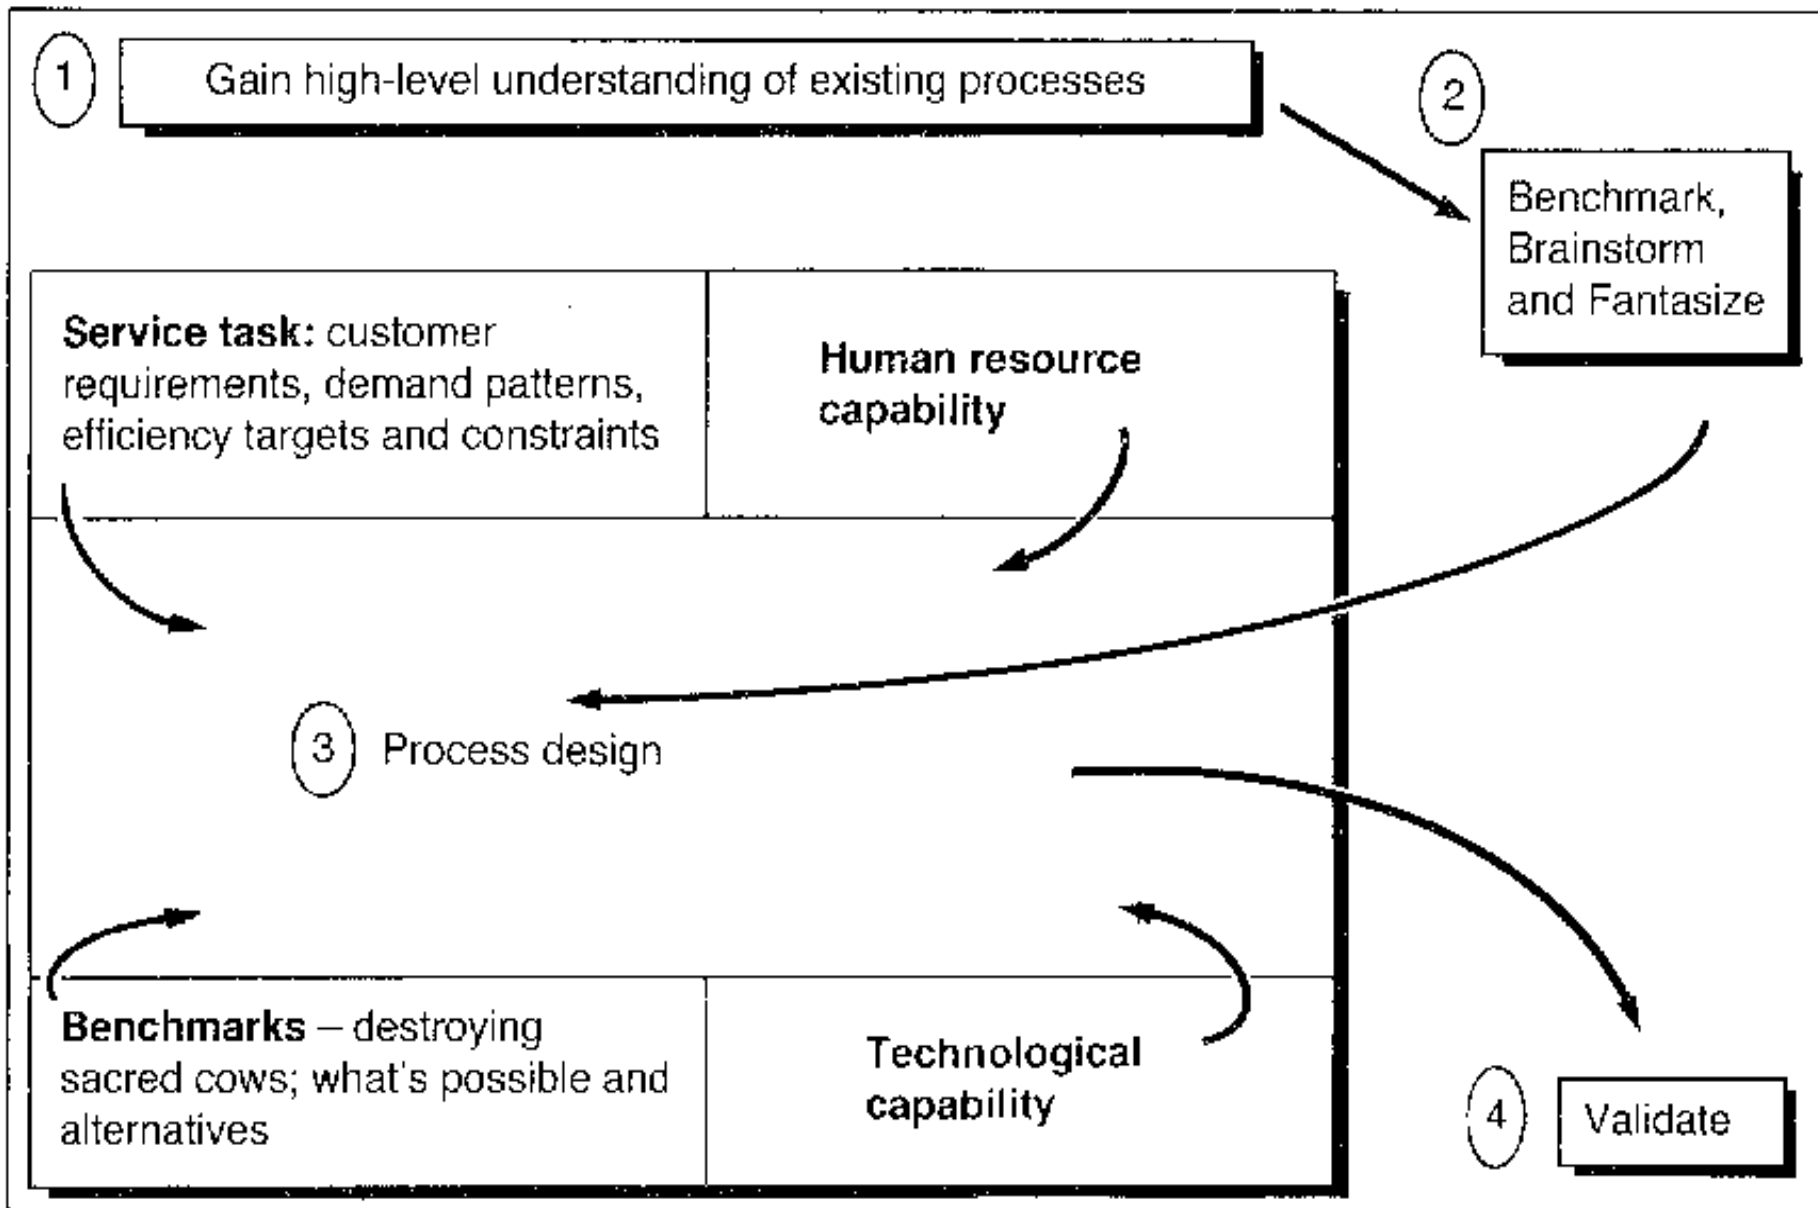 1
Gain high-level understanding of existing processes
2
Benchmark,
Brainstorm
and Fantasize
Service task: customer
requirements, demand patterns,
efficiency targets and constraints
Human resource
capability
3
Process design
Benchmarks – destroying
sacred cows; what's possible and
alternatives
Technological
capability
4
Validate